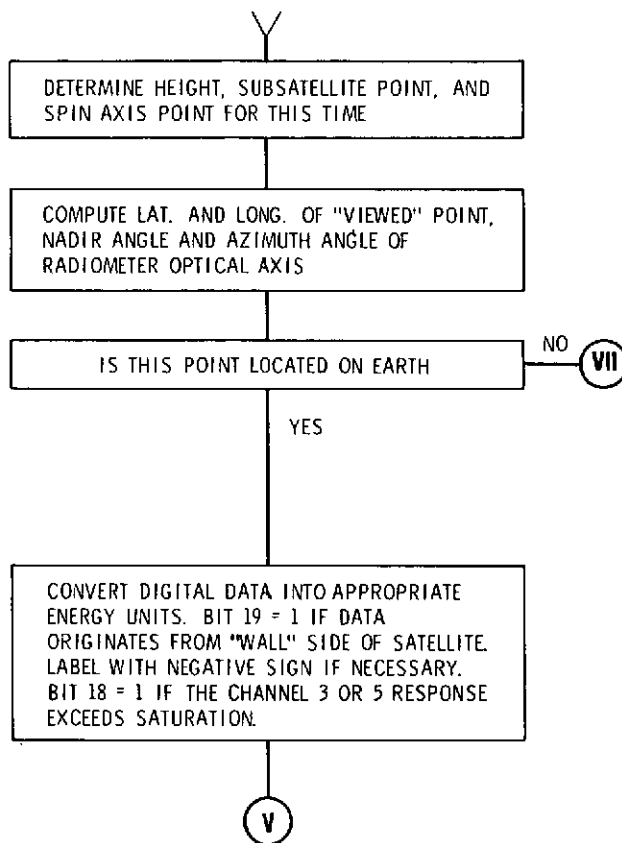 DETERMINE HEIGHT, SUBSATELLITE POINT, AND
SPIN AXIS POINT FOR THIS TIME
COMPUTE LAT. AND LONG. OF "VIEWED" POINT,
NADIR ANGLE AND AZIMUTH ANGLE OF
RADIOMETER OPTICAL AXIS
IS THIS POINT LOCATED ON EARTH
NO
VII
YES
CONVERT DIGITAL DATA INTO APPROPRIATE
ENERGY UNITS. BIT 19 = 1 IF DATA
ORIGINATES FROM "WALL" SIDE OF SATELLITE.
LABEL WITH NEGATIVE SIGN IF NECESSARY.
BIT 18 = 1 IF THE CHANNEL 3 OR 5 RESPONSE
EXCEEDS SATURATION.
V